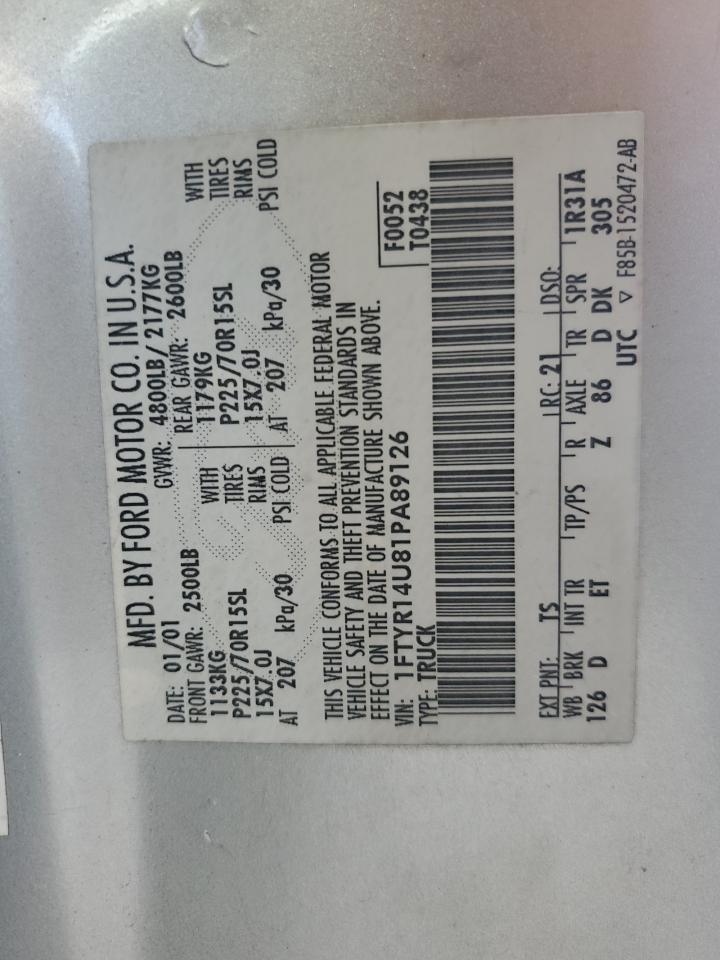 MFD. BY FORD MOTOR CO. IN U.S.A.
DATE: 01/01 GVWR: 4800LB/ 2177KG
FRONT GAWR: 2500LB REAR GAWR: 2600LB
1133KG WITH 1179KG WITH
P225/70R15SL TIRES P225/70R15SL TIRES
15X7.0J RIMS 15X7.0J RIMS
AT 207 kPa/30 PSI COLD AT 207 kPa/30 PSI COLD
THIS VEHICLE CONFORMS TO ALL APPLICABLE FEDERAL MOTOR
VEHICLE SAFETY AND THEFT PREVENTION STANDARDS IN
EFFECT ON THE DATE OF MANUFACTURE SHOWN ABOVE.
VIN: 1FTYR14U81PA89126 F0052
TYPE: TRUCK T0438
EXT PNT: TS RC: 21 DSO:
WB BRK INT TR TP/PS R AXLE TR SPR 1R31A
126 D ET Z 86 D DK 305
UTC ▽ F85B-1520472-AB